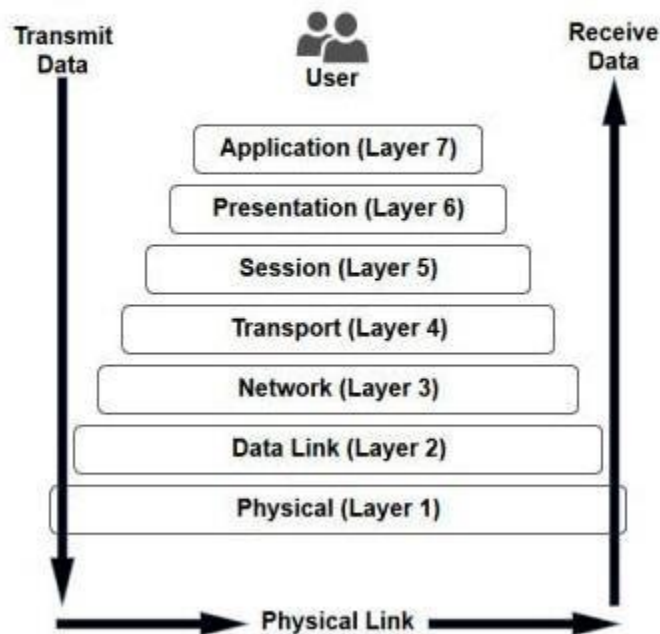 Transmit
Data
User
Receive
Data
Application (Layer 7)
Presentation (Layer 6)
Session (Layer 5)
Transport (Layer 4)
Network (Layer 3)
Data Link (Layer 2)
Physical (Layer 1)
Physical Link